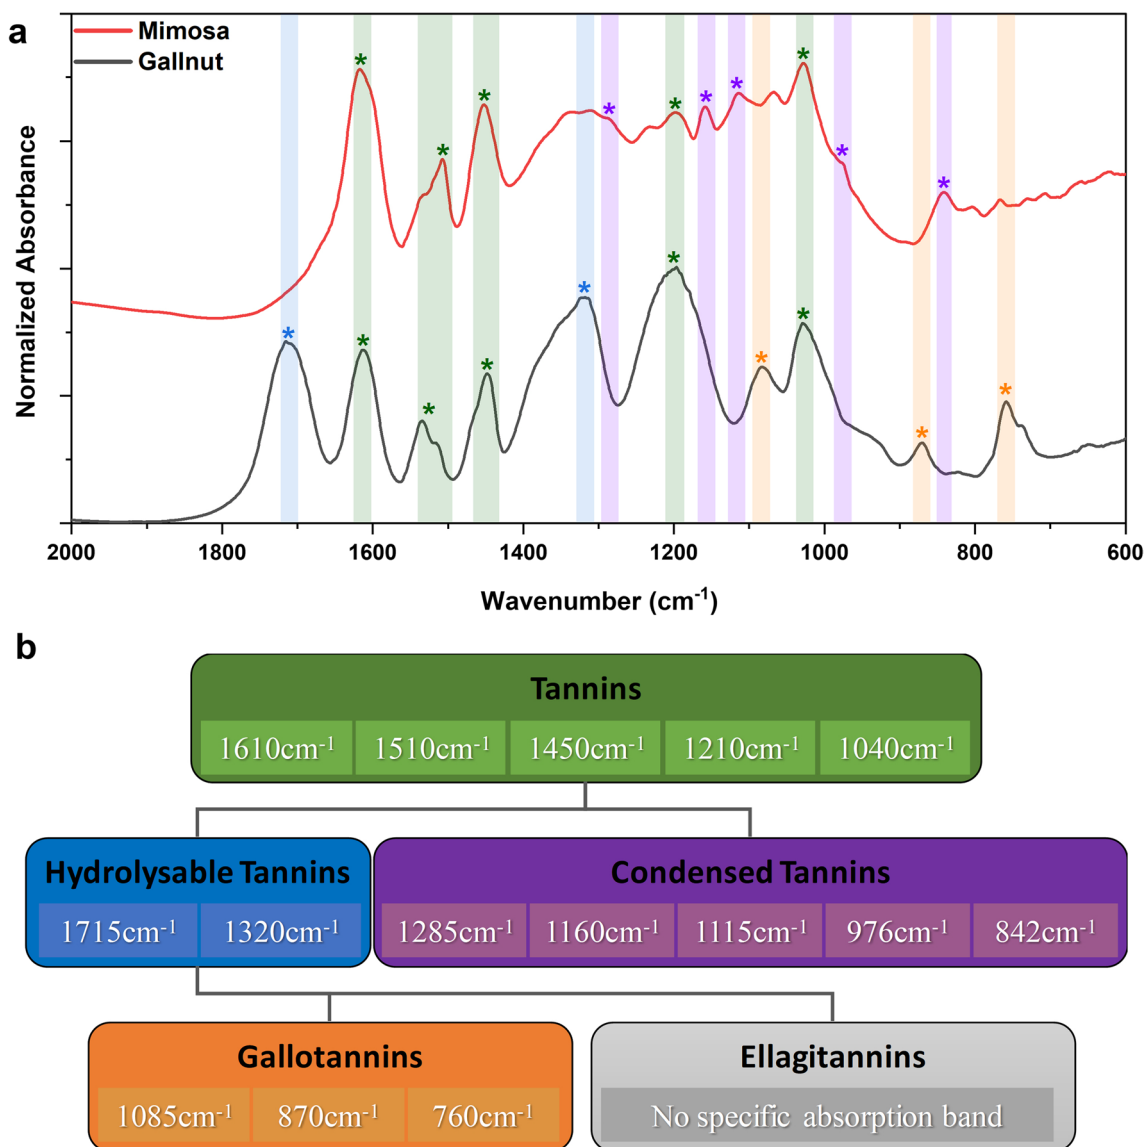 a
Mimosa
Gallnut
* * * * * * * * * * *
* * * * * * * * * *
Normalized Absorbance
2000 1800 1600 1400 1200 1000 800 600
Wavenumber (cm⁻¹)
b
Tannins
1610cm⁻¹ 1510cm⁻¹ 1450cm⁻¹ 1210cm⁻¹ 1040cm⁻¹
Hydrolysable Tannins Condensed Tannins
1715cm⁻¹ 1320cm⁻¹ 1285cm⁻¹ 1160cm⁻¹ 1115cm⁻¹ 976cm⁻¹ 842cm⁻¹
Gallotannins Ellagitannins
1085cm⁻¹ 870cm⁻¹ 760cm⁻¹ No specific absorption band